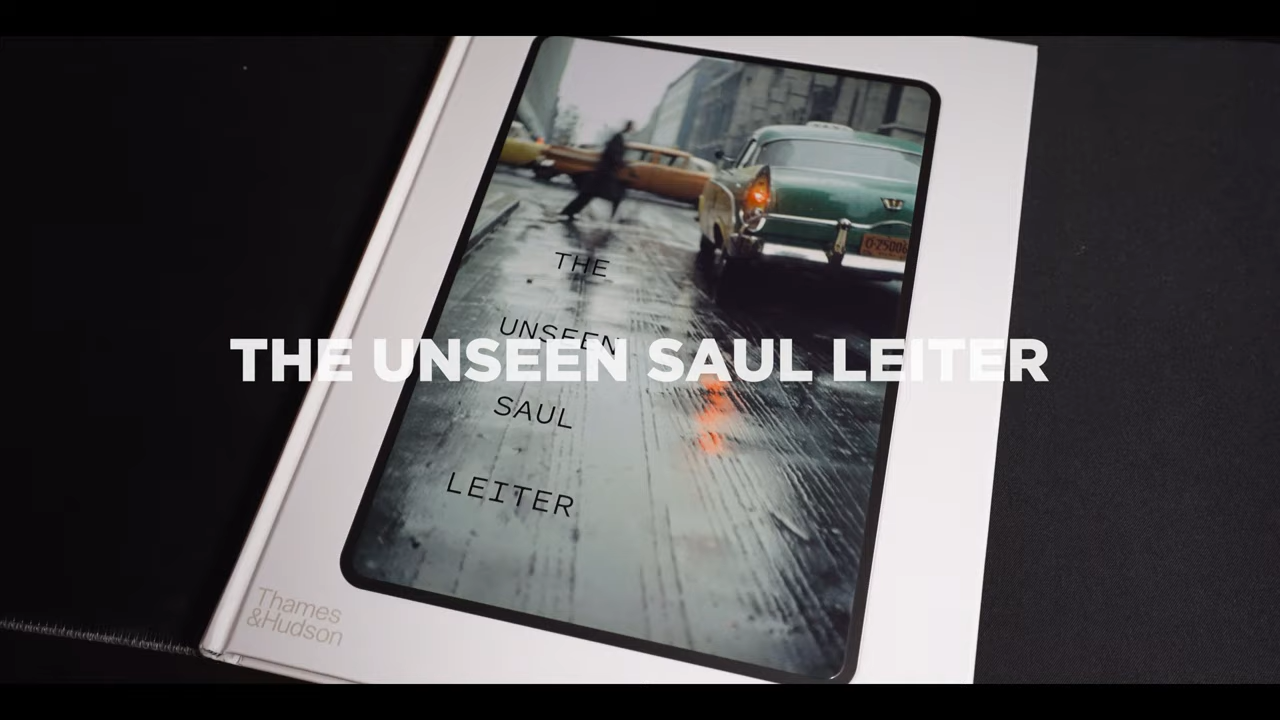 THE
UNSEEN
SAUL
LEITER
THE UNSEEN SAUL LEITER
Thames
&Hudson